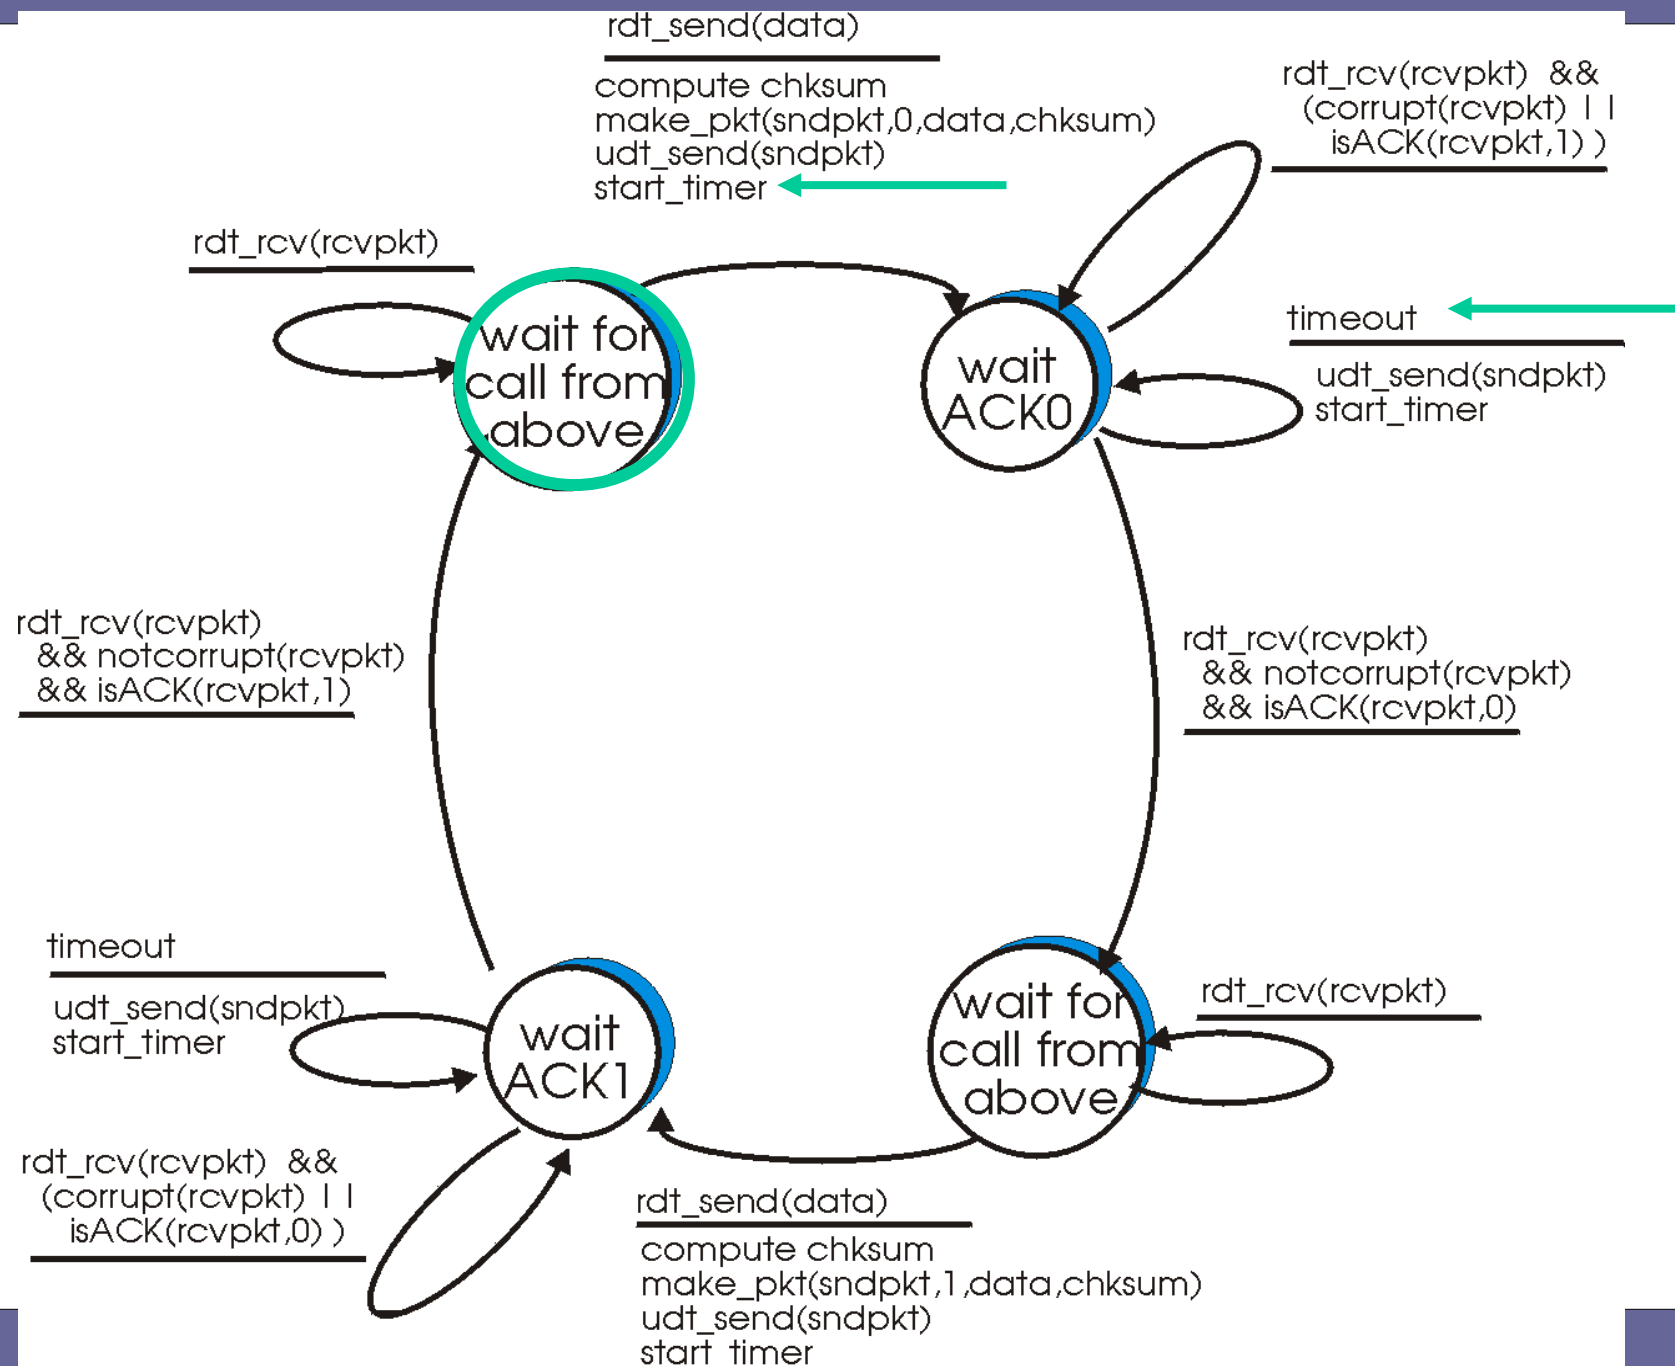 rdt_send(data)
compute chksum
make_pkt(sndpkt,0,data,chksum)
udt_send(sndpkt)
start_timer
rdt_rcv(rcvpkt) &&
(corrupt(rcvpkt) | |
isACK(rcvpkt,1) )
rdt_rcv(rcvpkt)
wait for
call from
above
wait
ACK0
timeout
udt_send(sndpkt)
start_timer
rdt_rcv(rcvpkt)
&& notcorrupt(rcvpkt)
&& isACK(rcvpkt,1)
rdt_rcv(rcvpkt)
&& notcorrupt(rcvpkt)
&& isACK(rcvpkt,0)
timeout
udt_send(sndpkt)
start_timer
wait
ACK1
wait for
call from
above
rdt_rcv(rcvpkt)
rdt_rcv(rcvpkt) &&
(corrupt(rcvpkt) | |
isACK(rcvpkt,0) )
rdt_send(data)
compute chksum
make_pkt(sndpkt,1,data,chksum)
udt_send(sndpkt)
start_timer